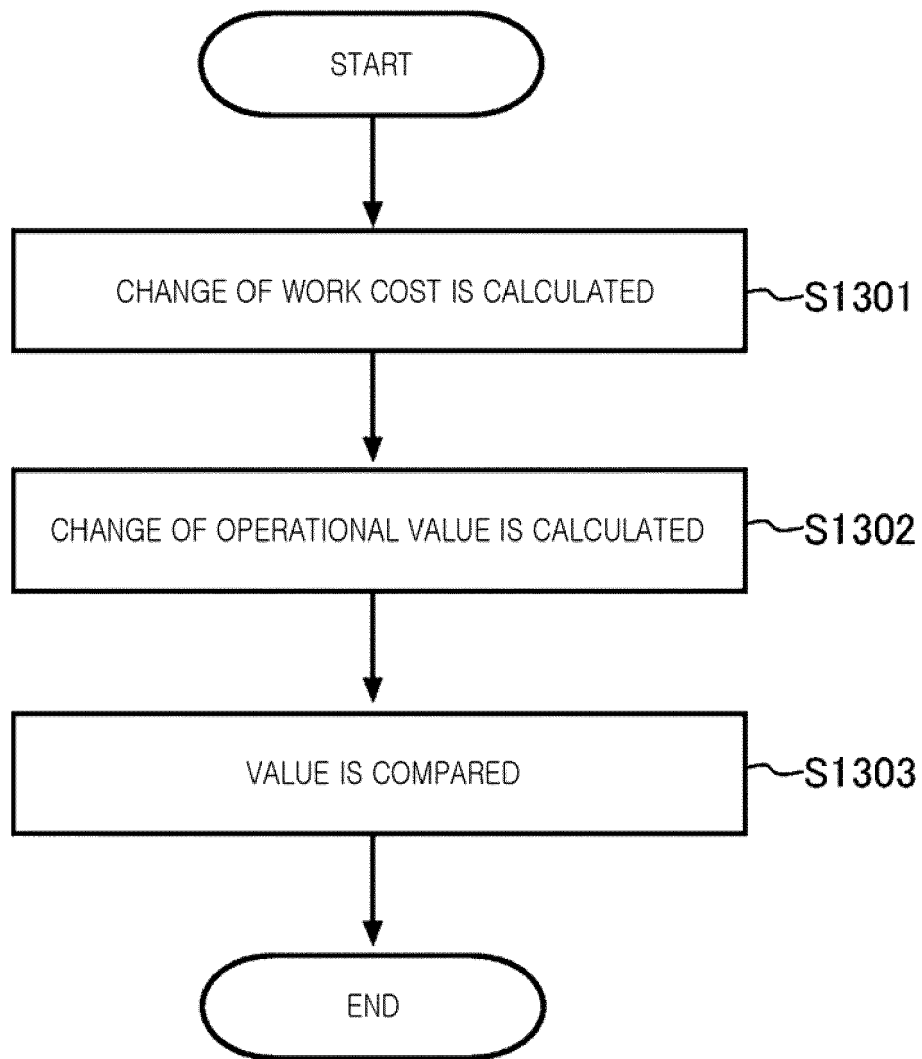 START
CHANGE OF WORK COST IS CALCULATED
S1301
CHANGE OF OPERATIONAL VALUE IS CALCULATED
S1302
VALUE IS COMPARED
S1303
END